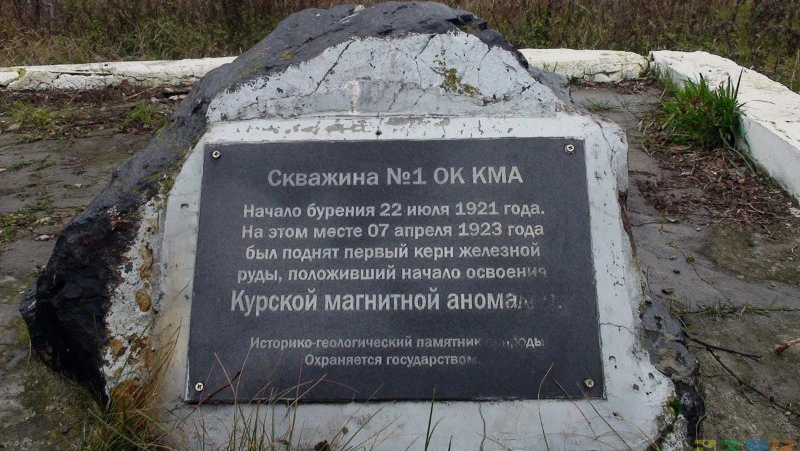 Скважина №1 ОК КМА
Начало бурения 22 июля 1921 года.
На этом месте 07 апреля 1923 года
был поднят первый керн железной
руды, положивший начало освоения
Курской магнитной
Историко-геологический памятник
Охраняется государством.